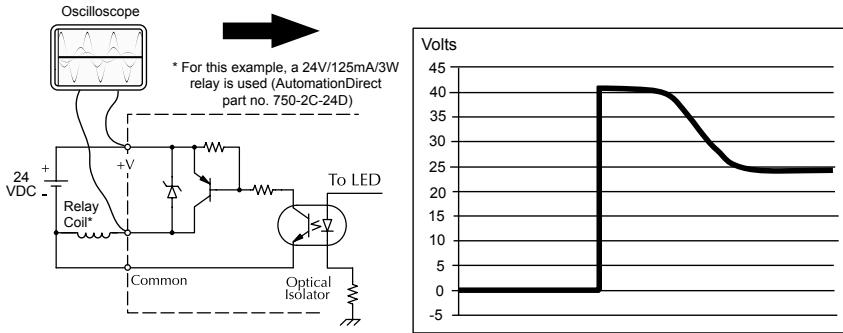 Oscilloscope
* For this example, a 24V/125mA/3W
relay is used (AutomationDirect
part no. 750-2C-24D)
+
24
VDC
-
+V
Relay
Coil*
Common
To LED
Optical
Isolator
Volts
45
40
35
30
25
20
15
10
5
0
-5